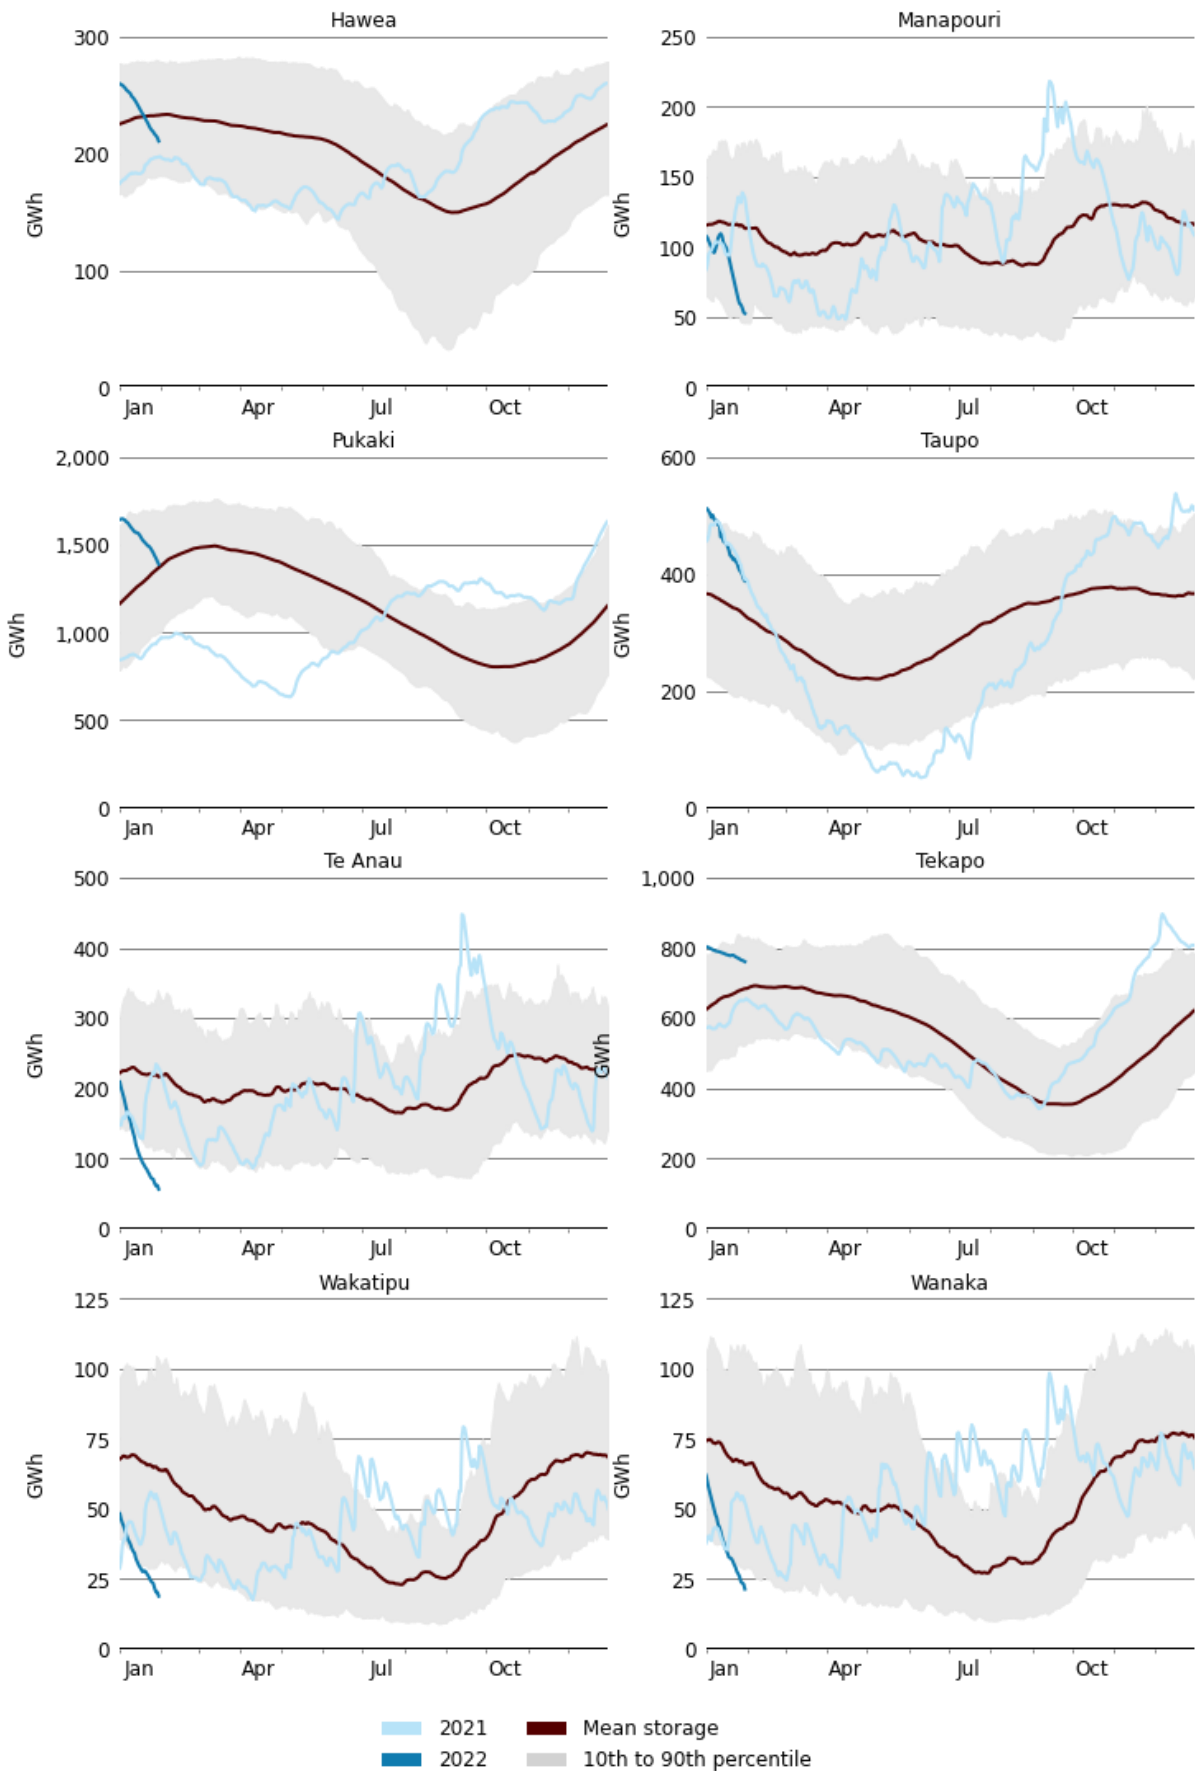 Hawea
300
200
100
0
GWh
Jan Apr Jul Oct
Manapouri
250
200
150
100
50
0
GWh
Jan Apr Jul Oct
Pukaki
2,000
1,500
1,000
500
0
GWh
Jan Apr Jul Oct
Taupo
600
400
200
0
GWh
Jan Apr Jul Oct
Te Anau
500
400
300
200
100
0
GWh
Jan Apr Jul Oct
Tekapo
1,000
800
600
400
200
0
GWh
Jan Apr Jul Oct
Wakatipu
125
100
75
50
25
0
GWh
Jan Apr Jul Oct
Wanaka
125
100
75
50
25
0
GWh
Jan Apr Jul Oct
2021 Mean storage
2022 10th to 90th percentile